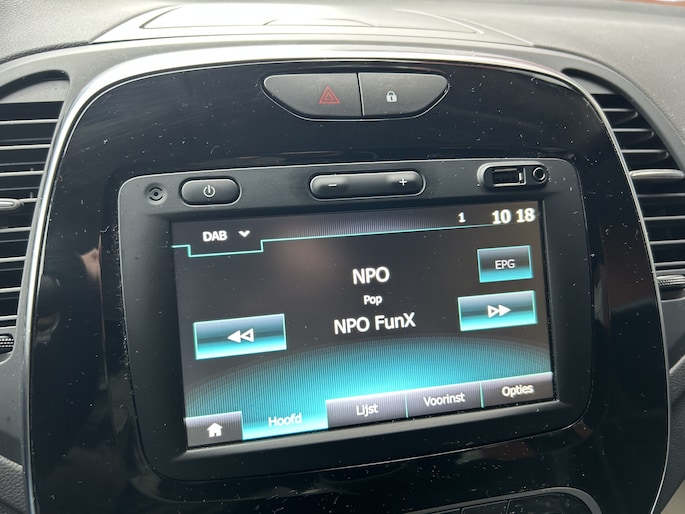 DAB
1
10 18
NPO
EPG
Pop
NPO FunX
Hoofd
Lijst
Voorinst
Opties